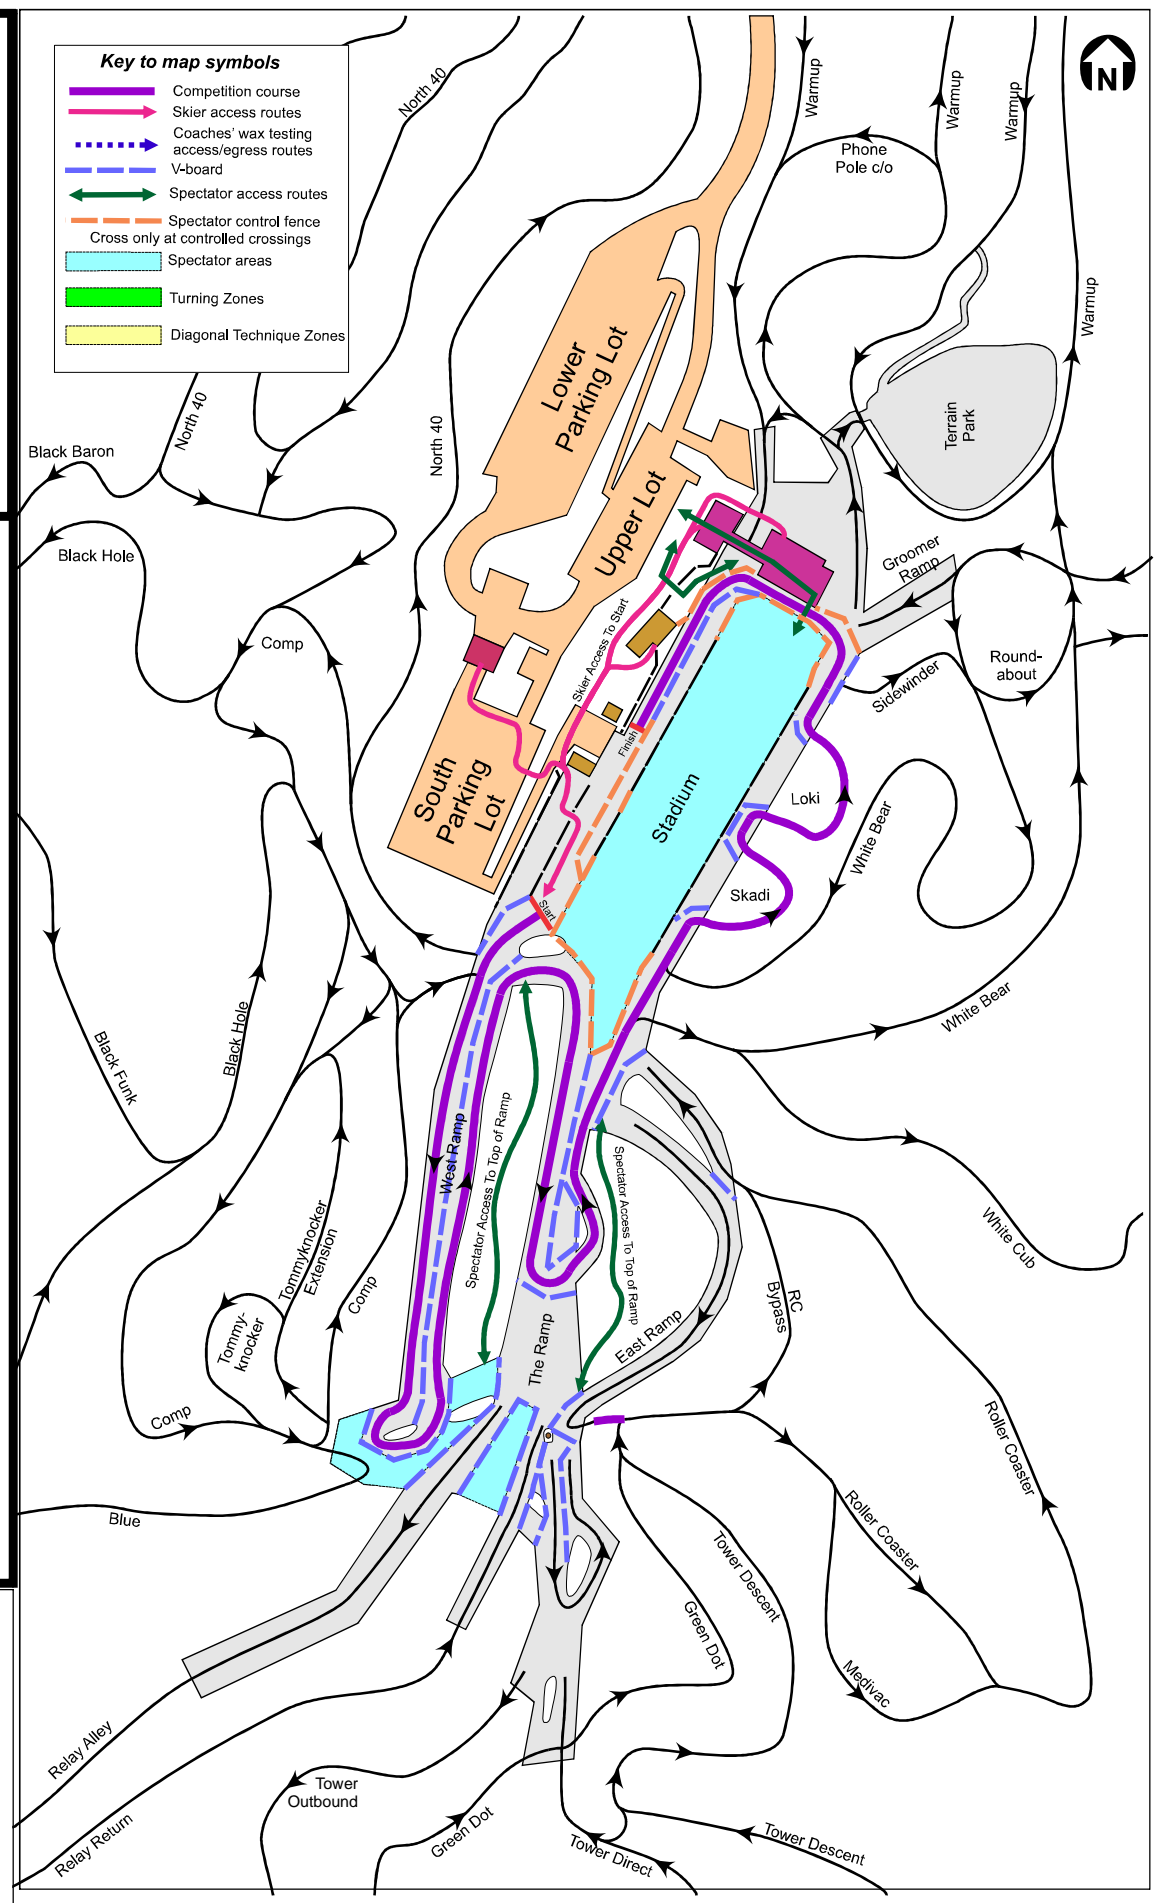 Key to map symbols
Competition course
Skier access routes
Coaches' wax testing
access/egress routes
V-board
Spectator access routes
Spectator control fence
Cross only at controlled crossings
Spectator areas
Turning Zones
Diagonal Technique Zones
N
North 40
Warmup
Warmup
Warmup
Phone
Pole c/o
Warmup
Lower
Parking Lot
North 40
North 40
Black Baron
Terrain
Park
Upper Lot
Black Hole
Groomer
Ramp
Comp
Skier Access To Start
Round-
about
Sidewinder
Finish
South
Parking
Lot
Stadium
Loki
White Bear
Skadi
Start
White Bear
Black Funk
Black Hole
West Ramp
Spectator Access To Top of Ramp
Spectator Access To Top of Ramp
White Cub
Tommyknocker
Extension
Comp
RC
Bypass
Tommy-
knocker
The Ramp
East Ramp
Comp
Roller Coaster
Blue
Roller Coaster
Tower Descent
Green Dot
Medivac
Relay Alley
Tower
Outbound
Relay Return
Green Dot
Tower Direct
Tower Descent